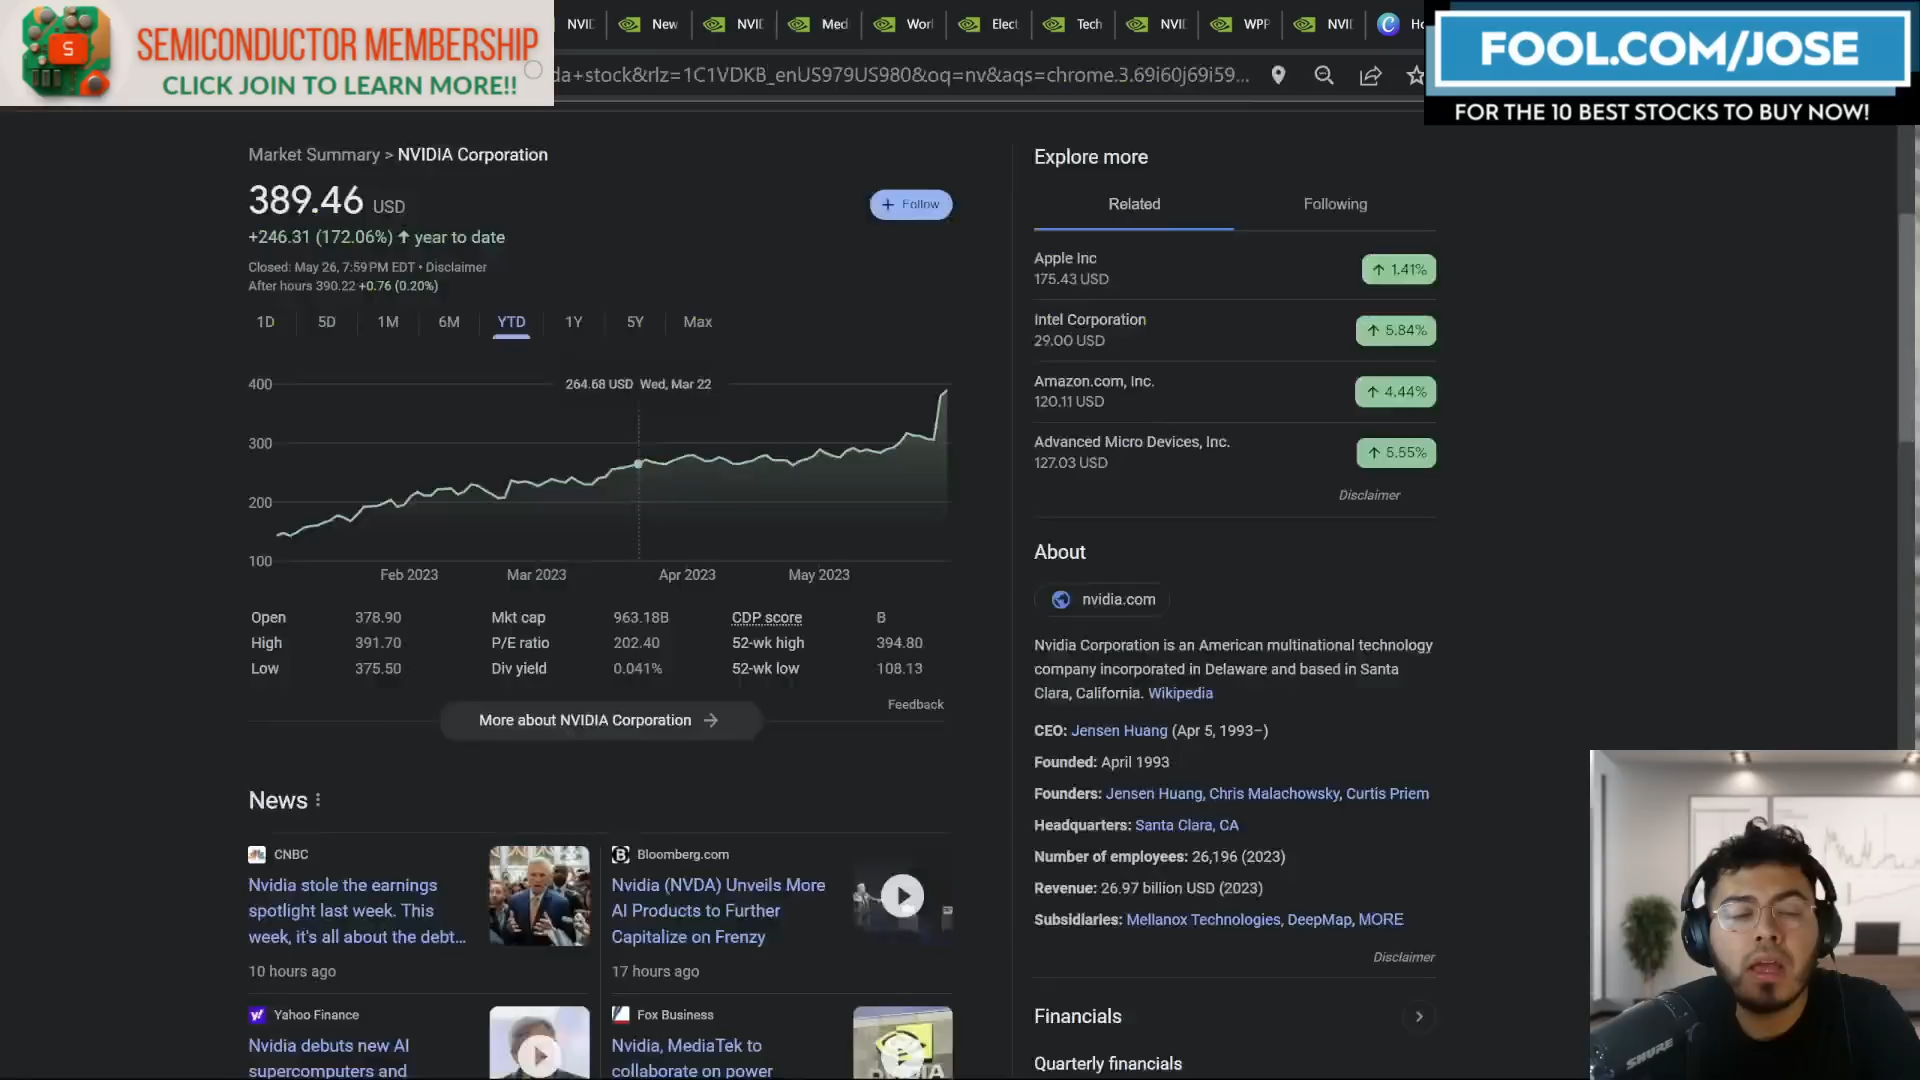 SEMICONDUCTOR MEMBERSHIP
CLICK JOIN TO LEARN MORE!!
S
NVID
New
NVID
Med
Worl
Elect
Tech
NVID
WPP
NVID
Ho
da+stock&rlz=1C1VDKB_enUS979US980&oq=nv&aqs=chrome.3.69i60j69i59...
FOOL.COM/JOSE
FOR THE 10 BEST STOCKS TO BUY NOW!
Market Summary > NVIDIA Corporation
389.46 USD
+ Follow
+246.31 (172.06%) ↑ year to date
Closed: May 26, 7:59 PM EDT • Disclaimer
After hours 390.22 +0.76 (0.20%)
1D 5D 1M 6M YTD 1Y 5Y Max
264.68 USD Wed, Mar 22
400
300
200
100
Feb 2023 Mar 2023 Apr 2023 May 2023
Open 378.90 Mkt cap 963.18B CDP score B
High 391.70 P/E ratio 202.40 52-wk high 394.80
Low 375.50 Div yield 0.041% 52-wk low 108.13
Feedback
More about NVIDIA Corporation →
News
CNBC
Nvidia stole the earnings
spotlight last week. This
week, it's all about the debt...
10 hours ago
Bloomberg.com
Nvidia (NVDA) Unveils More
AI Products to Further
Capitalize on Frenzy
17 hours ago
Yahoo Finance
Nvidia debuts new AI
supercomputers and
Fox Business
Nvidia, MediaTek to
collaborate on power
Explore more
Related Following
Apple Inc
175.43 USD
↑ 1.41%
Intel Corporation
29.00 USD
↑ 5.84%
Amazon.com, Inc.
120.11 USD
↑ 4.44%
Advanced Micro Devices, Inc.
127.03 USD
↑ 5.55%
Disclaimer
About
nvidia.com
Nvidia Corporation is an American multinational technology
company incorporated in Delaware and based in Santa
Clara, California. Wikipedia
CEO: Jensen Huang (Apr 5, 1993–)
Founded: April 1993
Founders: Jensen Huang, Chris Malachowsky, Curtis Priem
Headquarters: Santa Clara, CA
Number of employees: 26,196 (2023)
Revenue: 26.97 billion USD (2023)
Subsidiaries: Mellanox Technologies, DeepMap, MORE
Disclaimer
Financials
Quarterly financials
SHURE